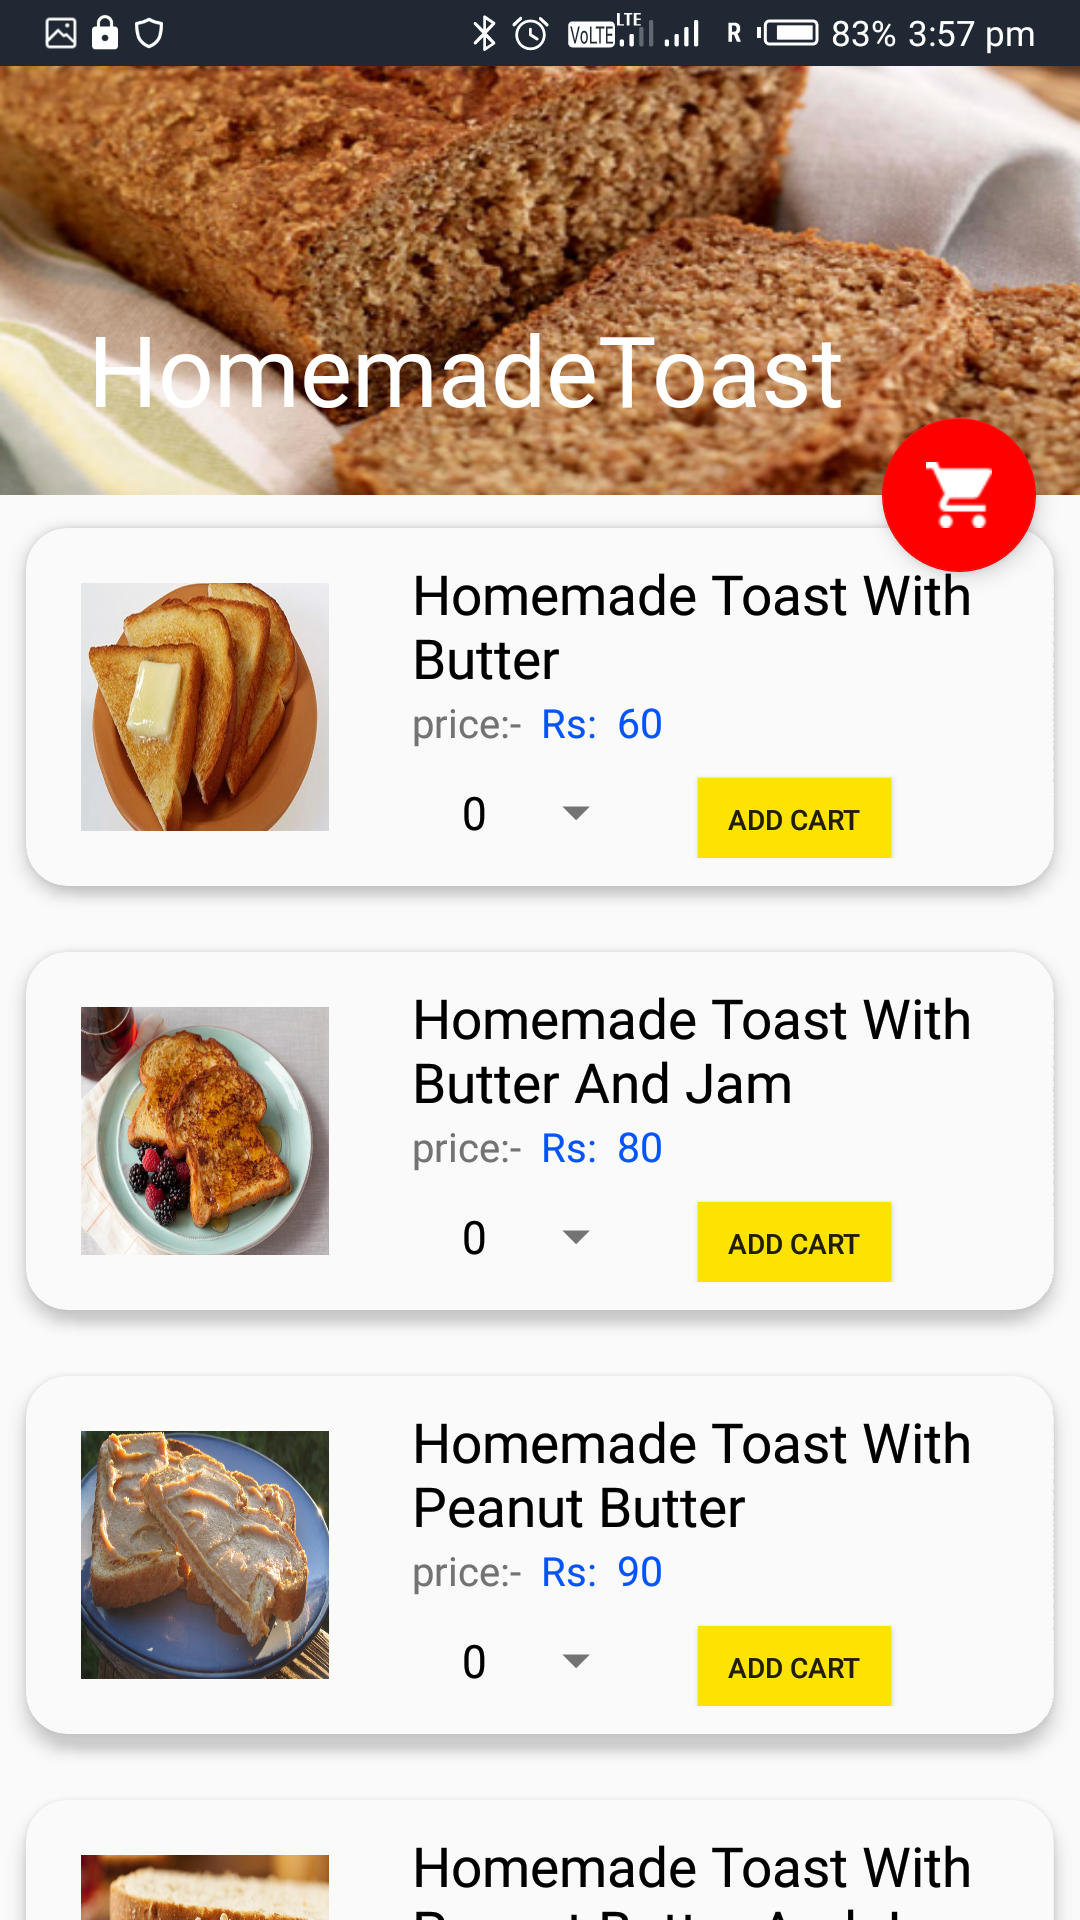 VoLTE LTE R 83% 3:57 pm
HomemadeToast
Homemade Toast With
Butter
price:- Rs: 60
0 ADD CART
Homemade Toast With
Butter And Jam
price:- Rs: 80
0 ADD CART
Homemade Toast With
Peanut Butter
price:- Rs: 90
0 ADD CART
Homemade Toast With